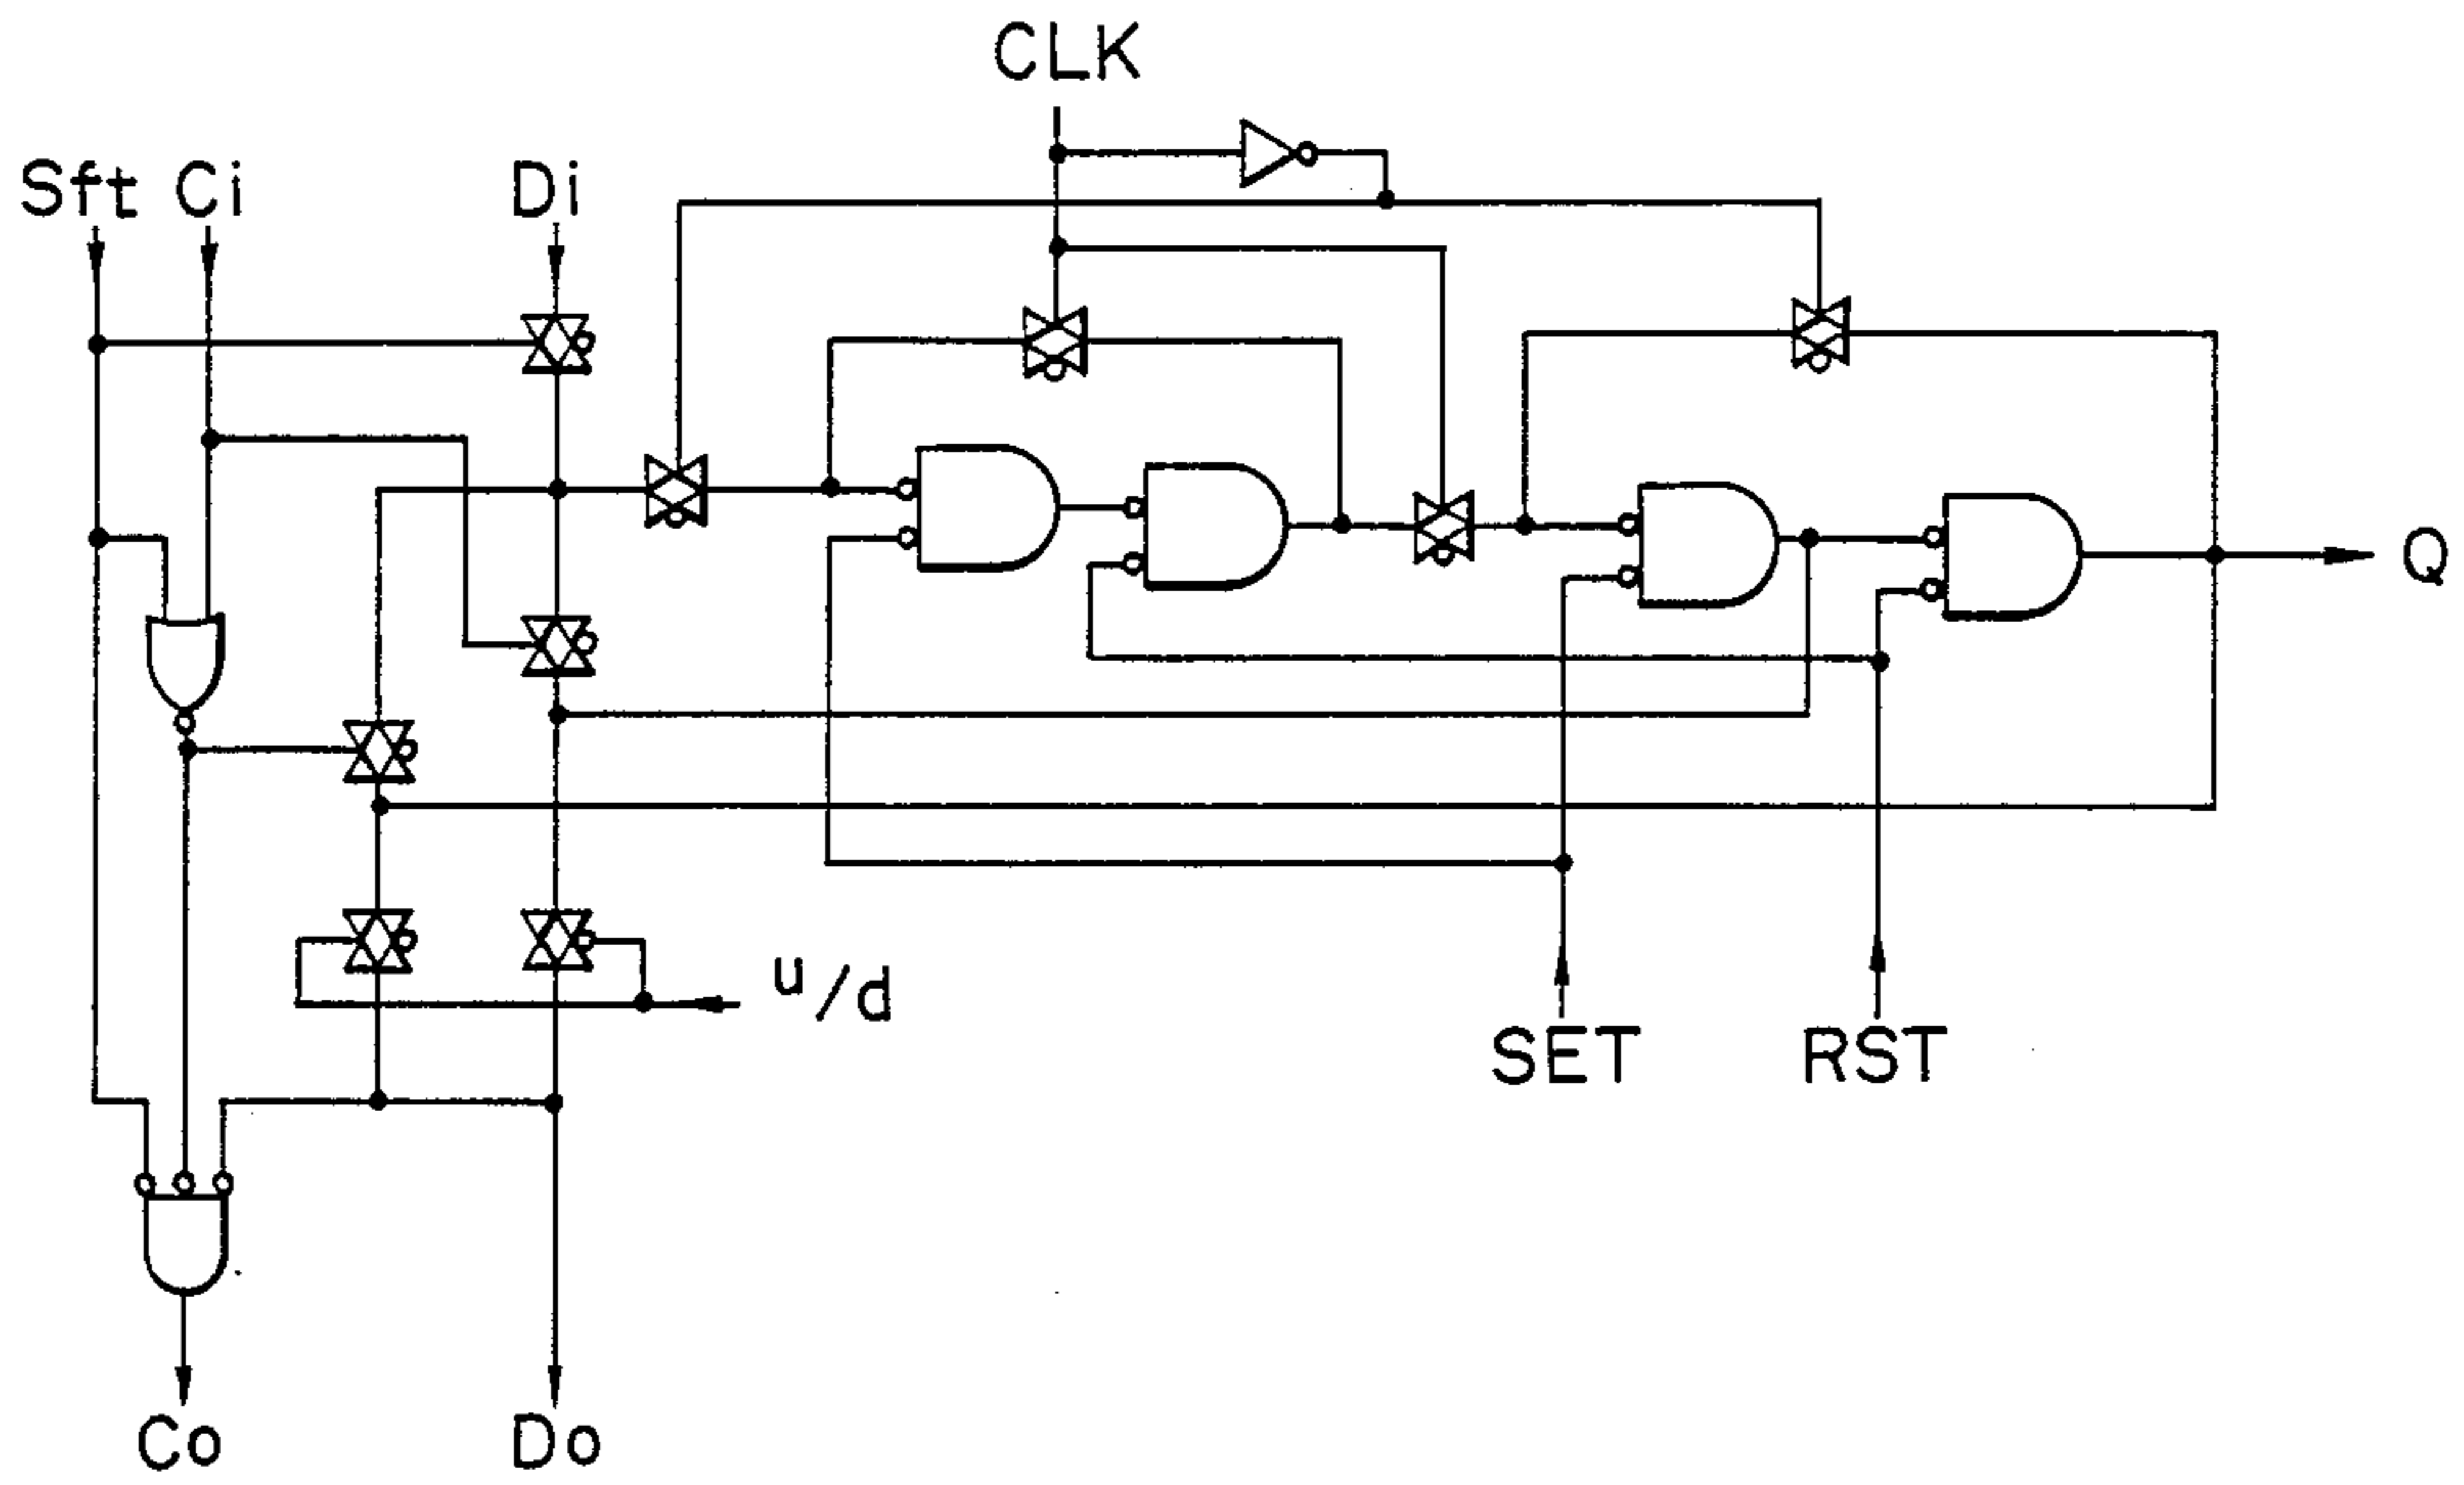 CLK
Sft Ci Di
Q
u/d
SET RST
Co Do